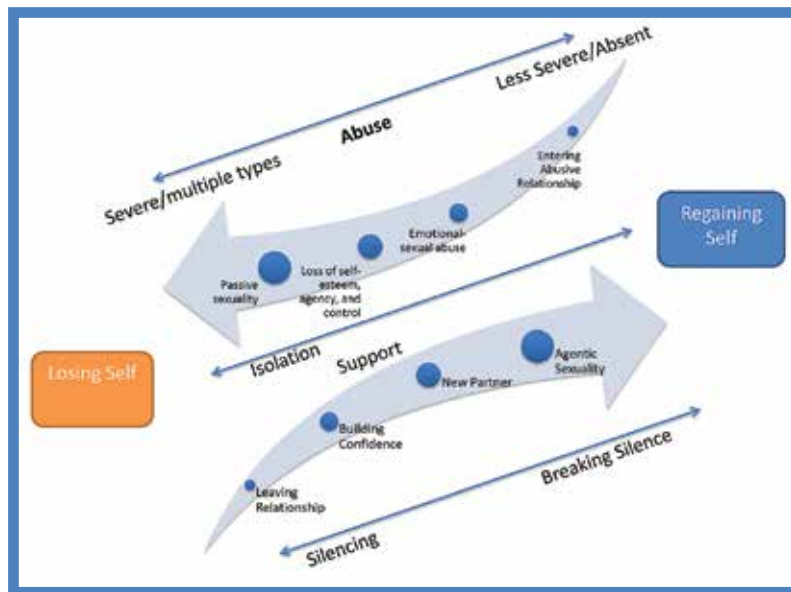 Less Severe/Absent
Abuse
Severe/multiple types
Entering
Abusive
Relationship
Emotional-
sexual abuse
Loss of self-
esteem,
agency, and
control
Passive
sexuality
Regaining
Self
Isolation
Support
Losing Self
Agentic
Sexuality
New Partner
Building
Confidence
Leaving
Relationship
Breaking Silence
Silencing